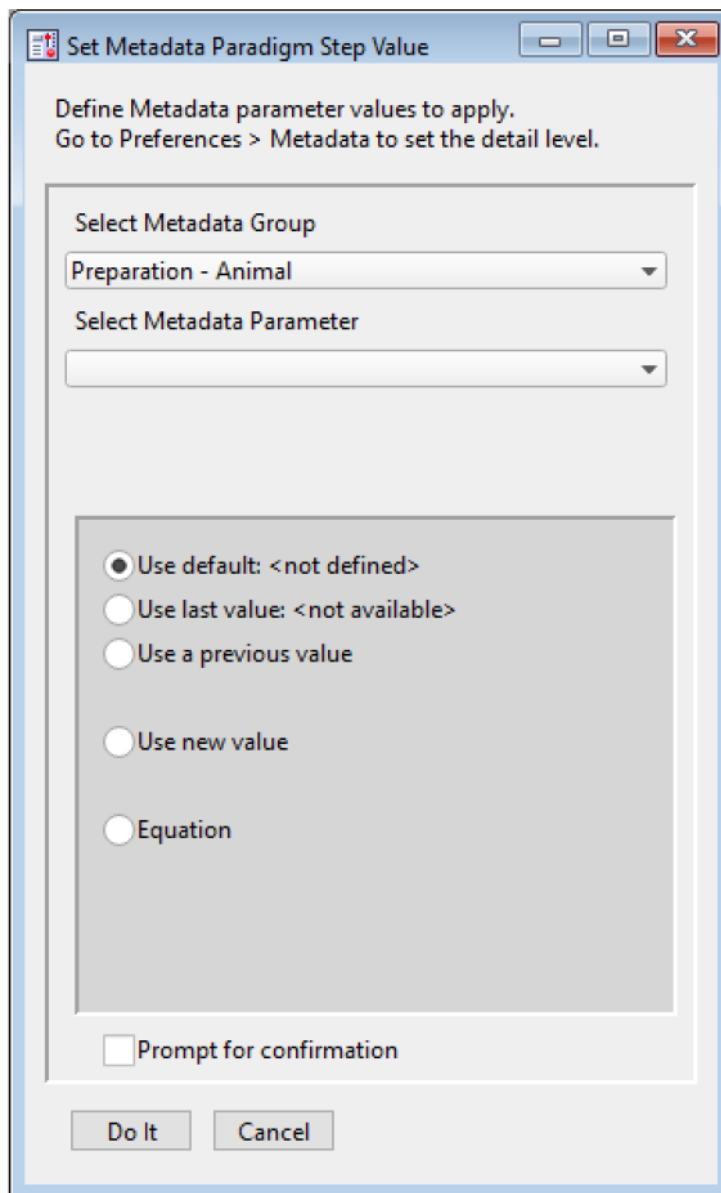 Set Metadata Paradigm Step Value
Define Metadata parameter values to apply.
Go to Preferences > Metadata to set the detail level.
Select Metadata Group
Preparation - Animal
Select Metadata Parameter
Use default: <not defined>
Use last value: <not available>
Use a previous value
Use new value
Equation
Prompt for confirmation
Do It
Cancel